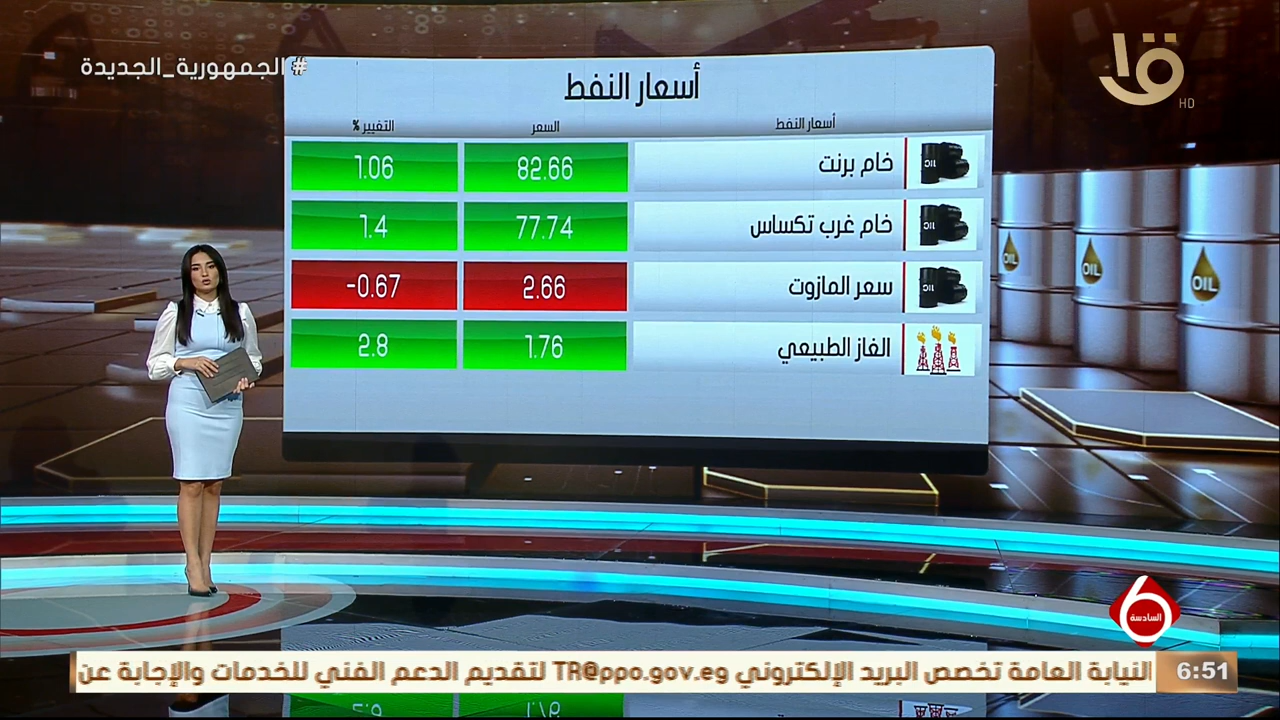 #الجمهورية_الجديدة
HD
أسعار النفط
أسعار النفط السعر التغيير %
خام برنت 82.66 1.06
خام غرب تكساس 77.74 1.4
سعر المازوت 2.66 -0.67
الغاز الطبيعي 1.76 2.8
OIL OIL OIL
السادسة
6:51 النيابة العامة تخصص البريد الإلكتروني TR@ppo.gov.eg لتقديم الدعم الفني للخدمات والإجابة عن